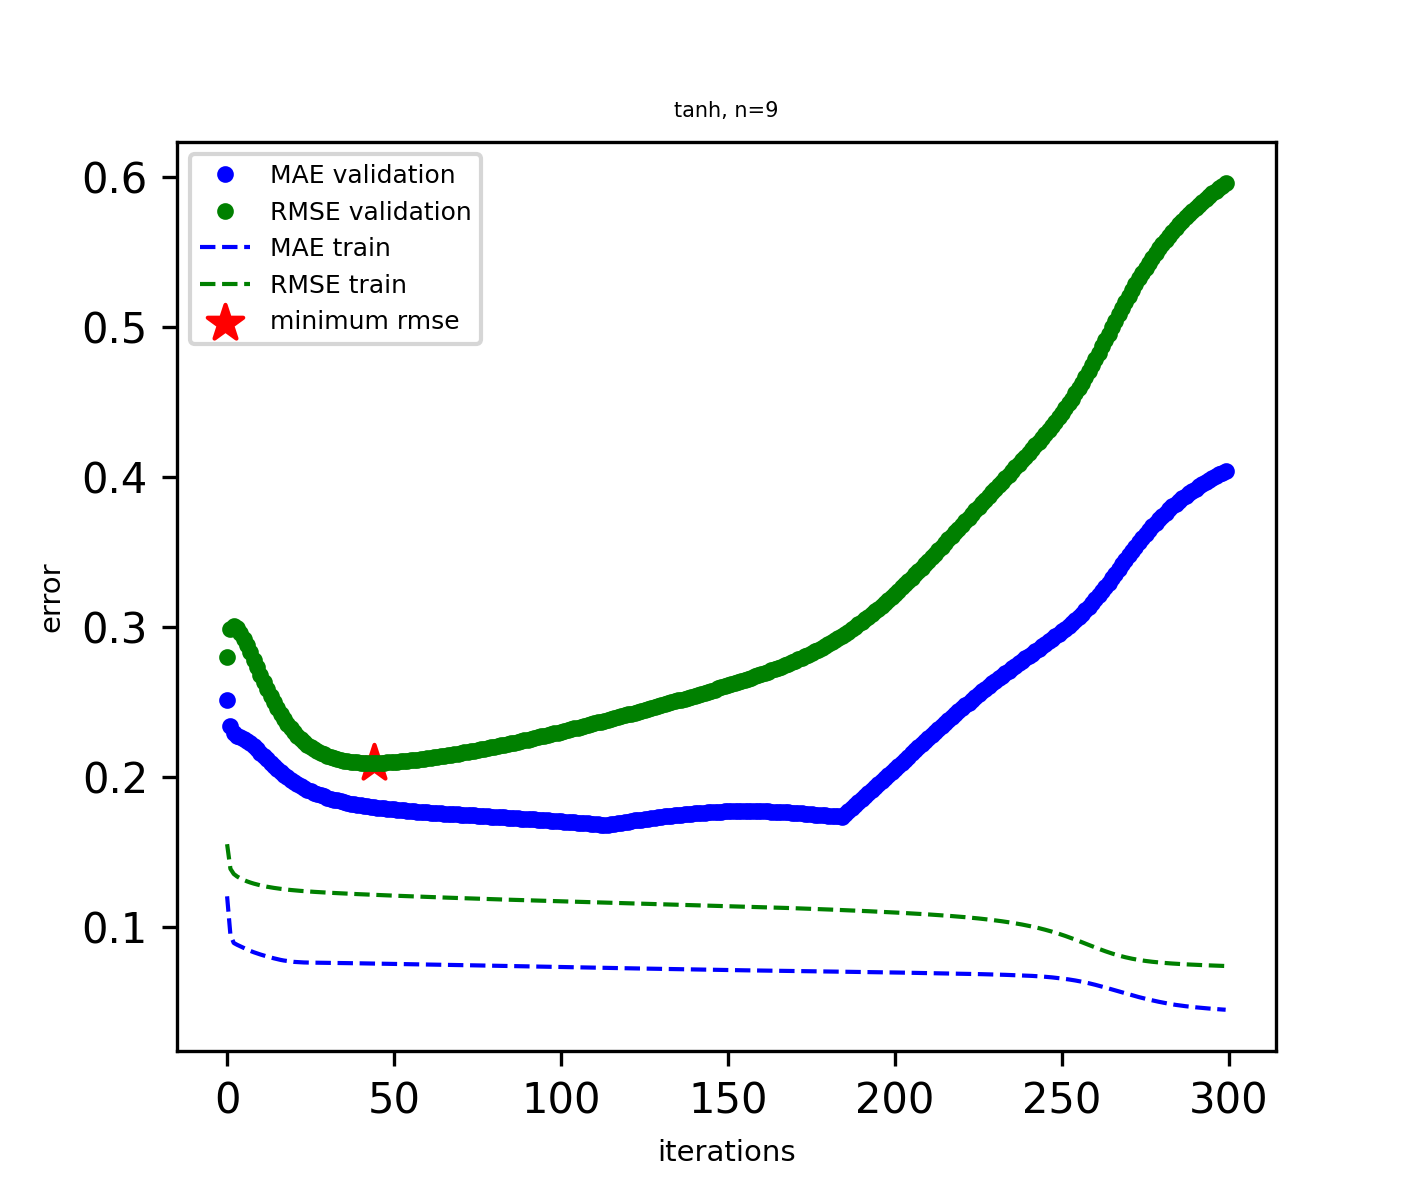 tanh, n=9
MAE validation
RMSE validation
MAE train
RMSE train
minimum rmse
0.6
0.5
0.4
0.3
0.2
0.1
error
0 50 100 150 200 250 300
iterations